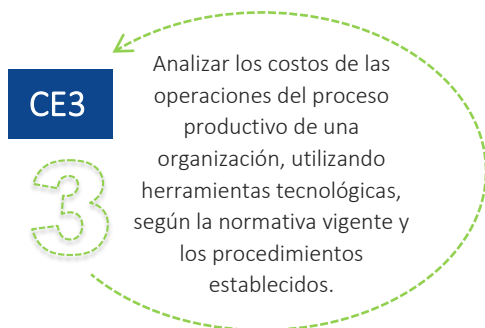 CE3
3
Analizar los costos de las
operaciones del proceso
productivo de una
organización, utilizando
herramientas tecnológicas,
según la normativa vigente y
los procedimientos
establecidos.